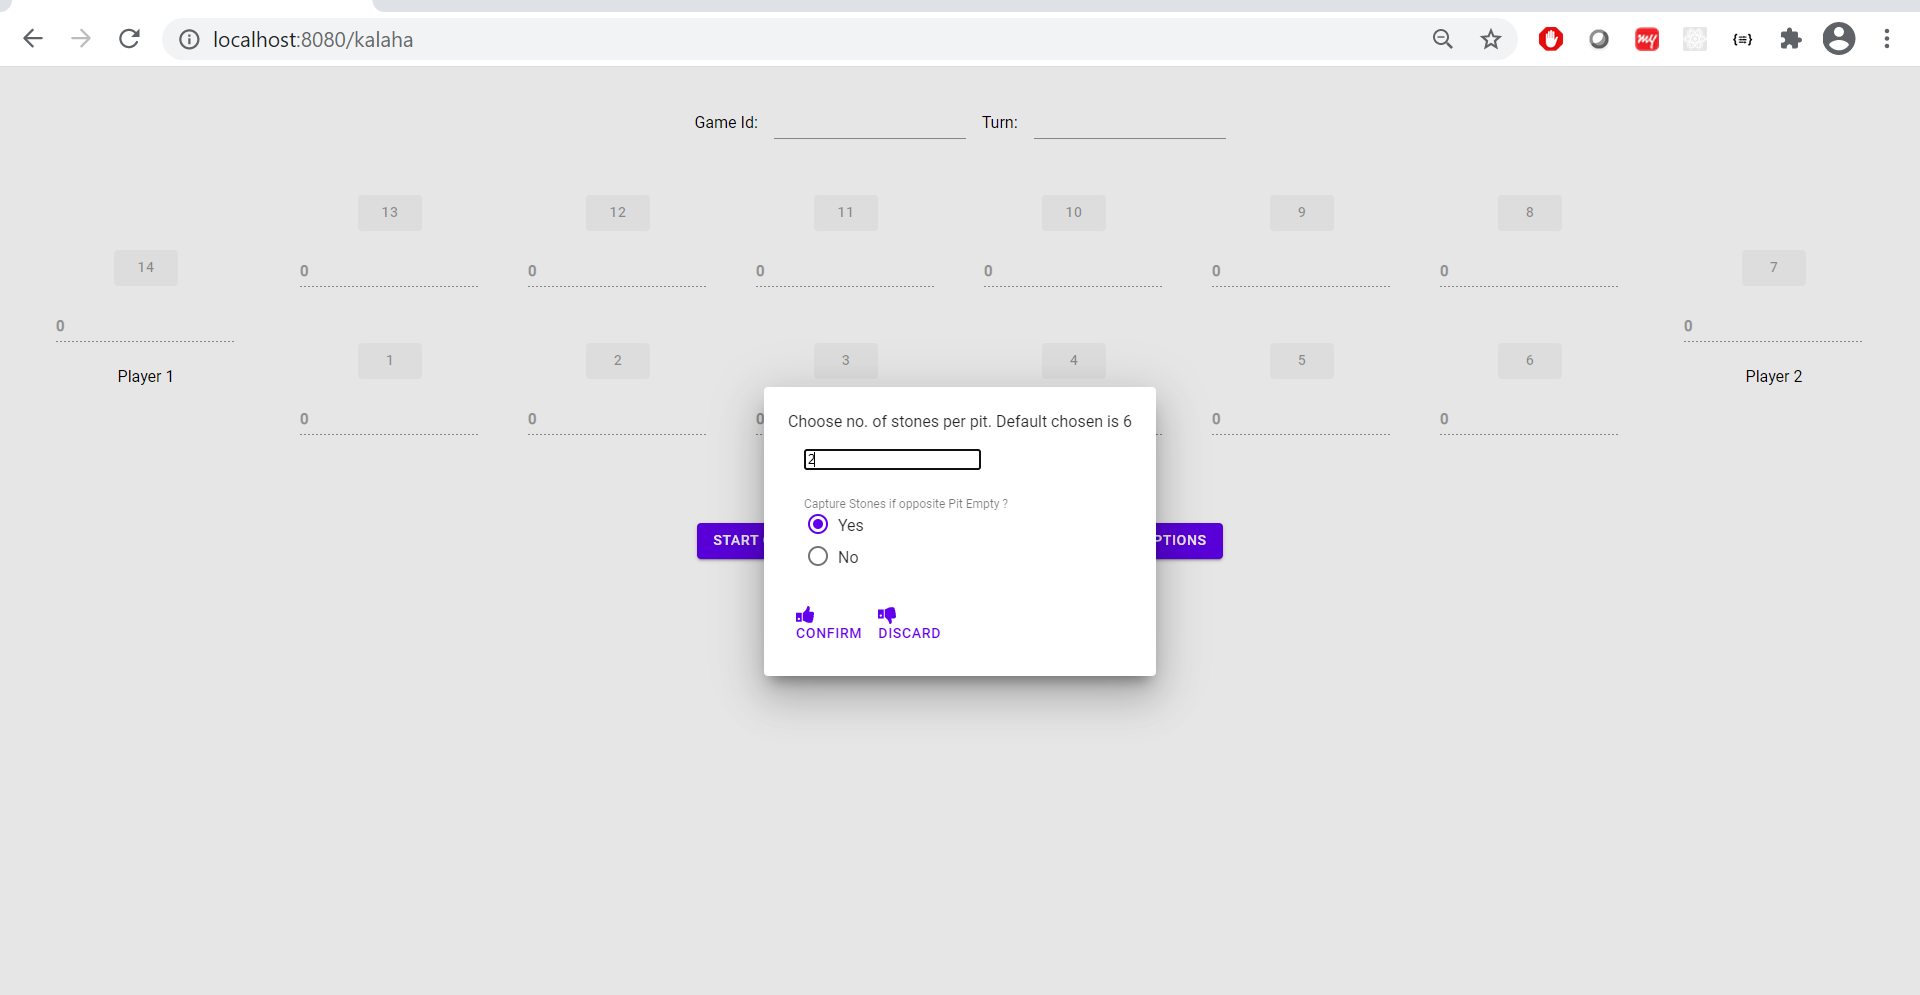 localhost:8080/kalaha
my
{≡}
Game Id: Turn:
13 12 11 10 9 8
14 7
0 0 0 0 0 0
0 0
1 2 3 4 5 6
Player 1 Player 2
0 0 0 0 0
Choose no. of stones per pit. Default chosen is 6
2
Capture Stones if opposite Pit Empty ?
Yes
START PTIONS
No
CONFIRM DISCARD